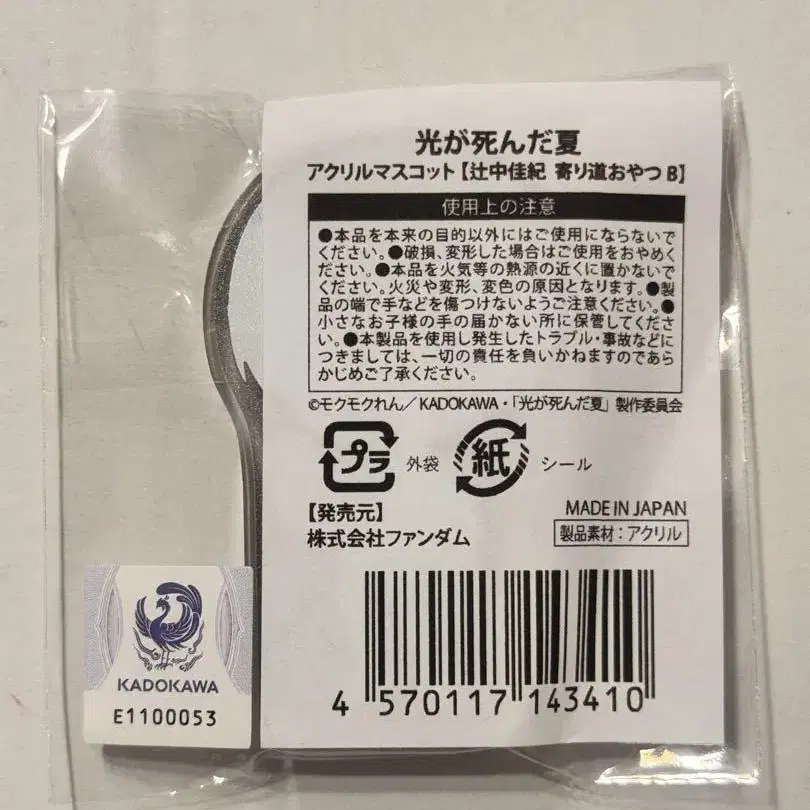 光が死んだ夏
アクリルマスコット【辻中佳紀 寄り道おやつ B】
使用上の注意
●本品を本来の目的以外にはご使用にならないで
ください。●破損、変形した場合はご使用をおやめく
ださい。●本品を火気等の熱源の近くに置かないで
ください。火災や変形、変色の原因となります。●製
品の端で手などを傷つけないようご注意ください。●
小さなお子様の手の届かない所に保管してくださ
い。●本製品を使用し発生したトラブル・事故などに
つきましては、一切の責任を負いかねますのであら
かじめご了承ください。
©モクモクれん／KADOKAWA・「光が死んだ夏」製作委員会
プラ 外袋 紙 シール
【発売元】
株式会社ファンダム
MADE IN JAPAN
製品素材：アクリル
4 570117 143410
KADOKAWA
E1100053